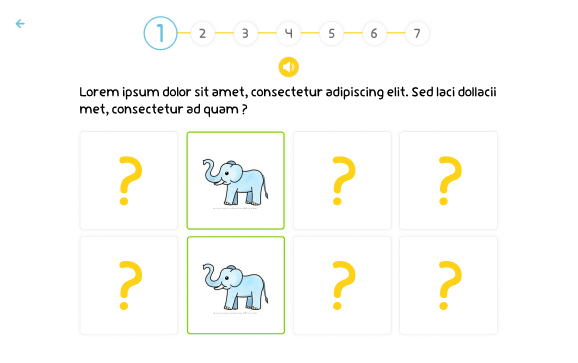 1 2 3 4 5 6 7
Lorem ipsum dolor sit amet, consectetur adipiscing elit. Sed laci dollacii
met, consectetur ad quam ?
? ? ?
? ? ?